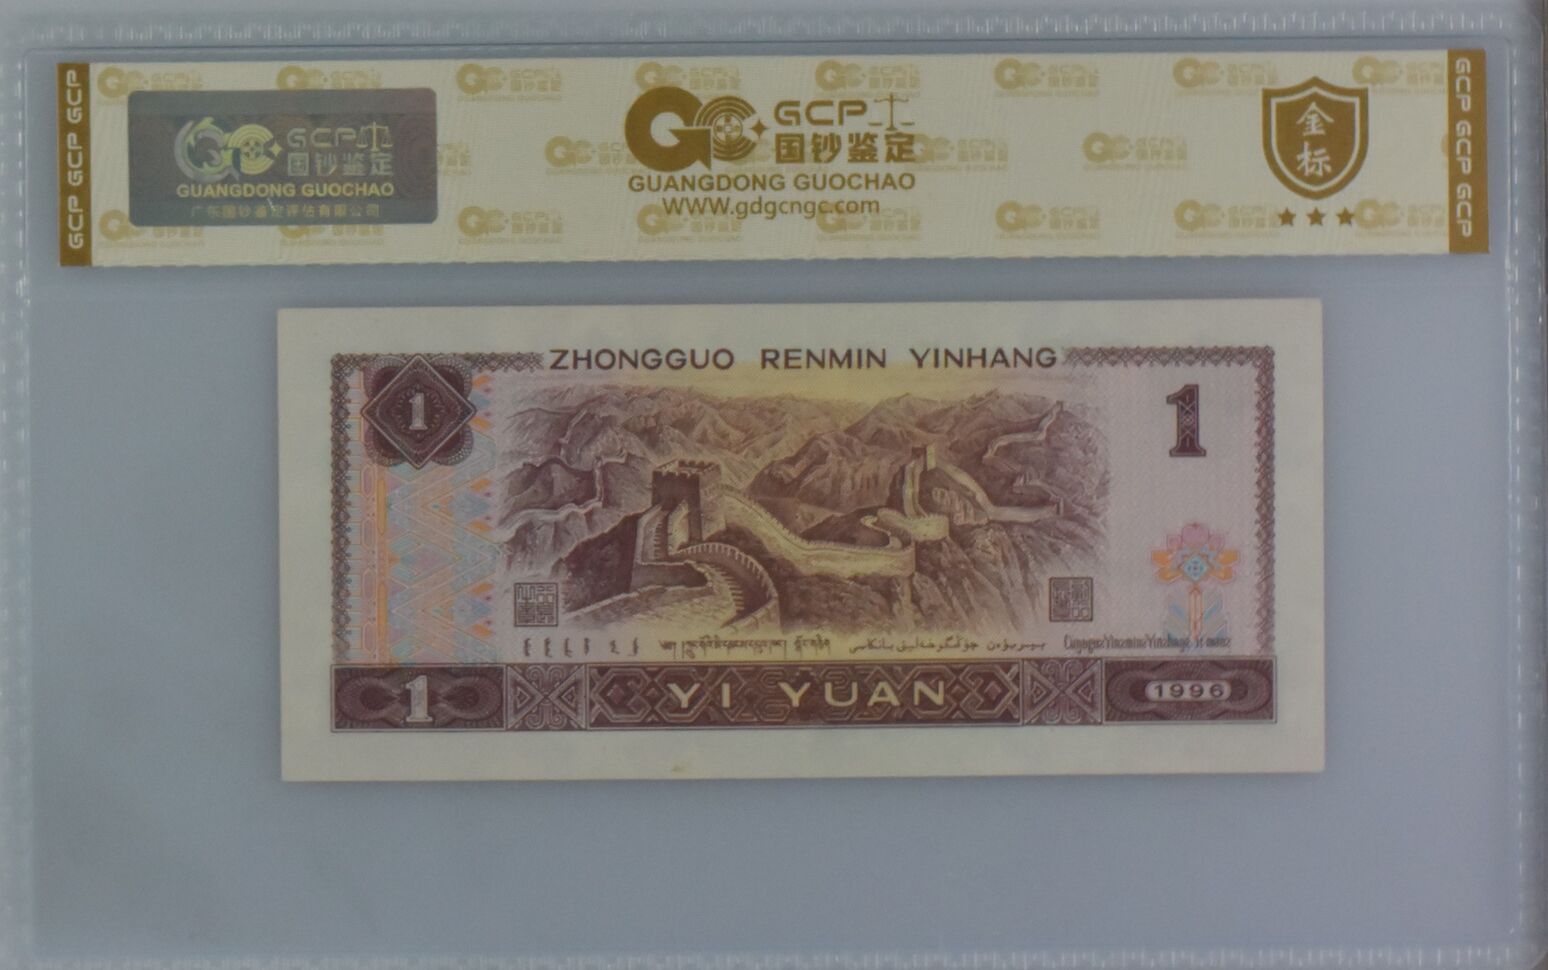 GCP GCP GCP
GCP
国钞鉴定
GUANGDONG GUOCHAO
广东国钞鉴定评估有限公司
GCP
国钞鉴定
GUANGDONG GUOCHAO
WWW.gdgcngc.com
金标
GCP GCP GCP
ZHONGGUO RENMIN YINHANG
1
1
1
YI YUAN
1996